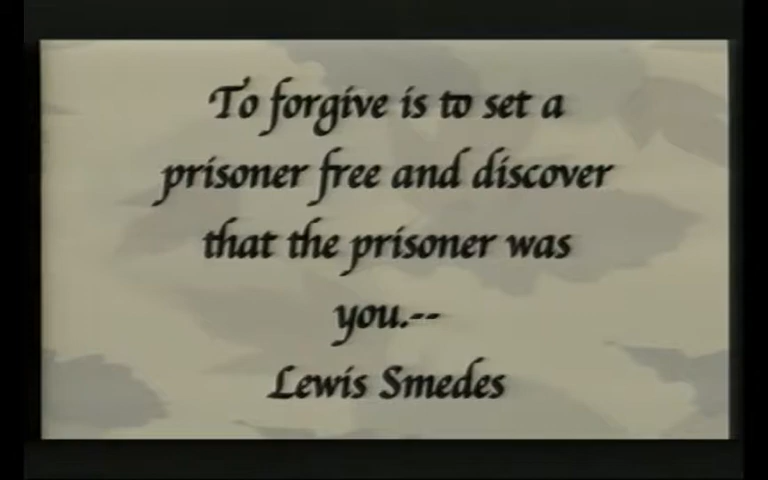 To forgive is to set a
prisoner free and discover
that the prisoner was
you.--
Lewis Smedes